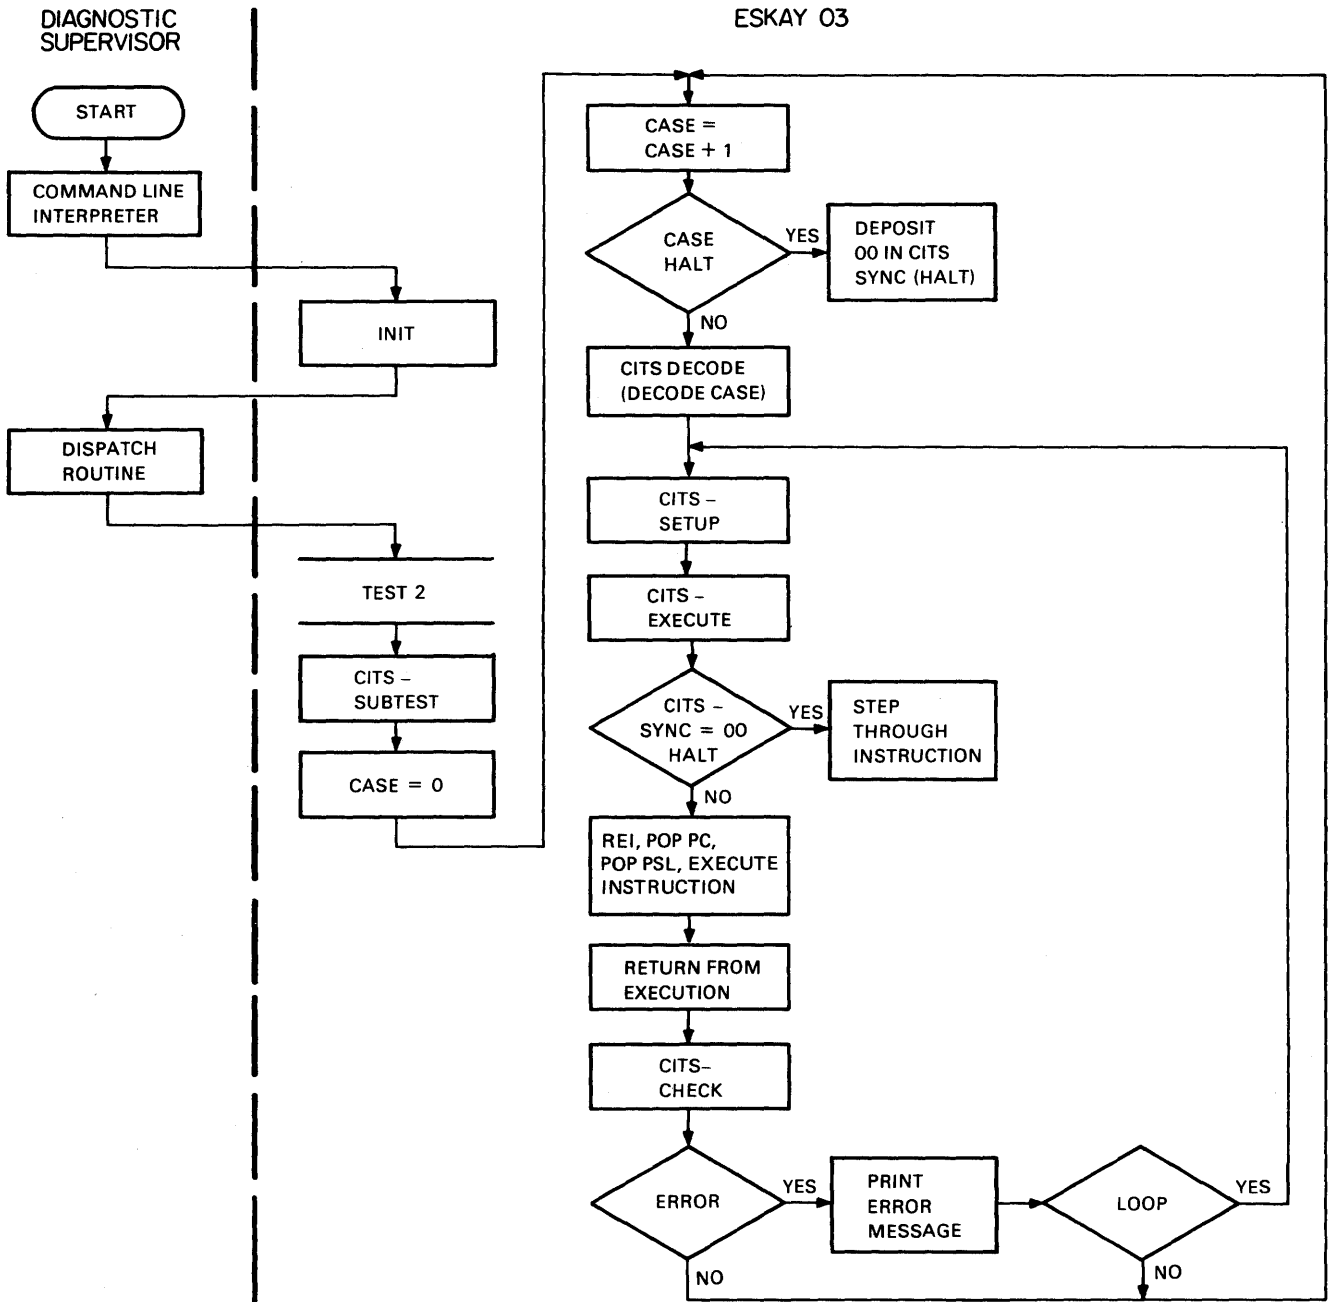 DIAGNOSTIC
SUPERVISOR
ESKAY 03
START
COMMAND LINE
INTERPRETER
INIT
DISPATCH
ROUTINE
TEST 2
CITS –
SUBTEST
CASE = 0
CASE =
CASE + 1
CASE
HALT
YES
DEPOSIT
00 IN CITS
SYNC (HALT)
NO
CITS DECODE
(DECODE CASE)
CITS –
SETUP
CITS –
EXECUTE
CITS –
SYNC = 00
HALT
YES
STEP
THROUGH
INSTRUCTION
NO
REI, POP PC,
POP PSL, EXECUTE
INSTRUCTION
RETURN FROM
EXECUTION
CITS–
CHECK
ERROR
YES
PRINT
ERROR
MESSAGE
LOOP
YES
NO
NO